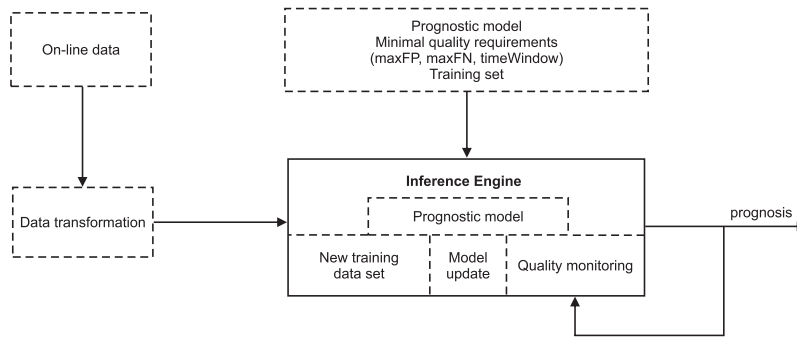 On-line data
Prognostic model
Minimal quality requirements
(maxFP, maxFN, timeWindow)
Training set
Data transformation
Inference Engine
Prognostic model
New training
data set
Model
update
Quality monitoring
prognosis